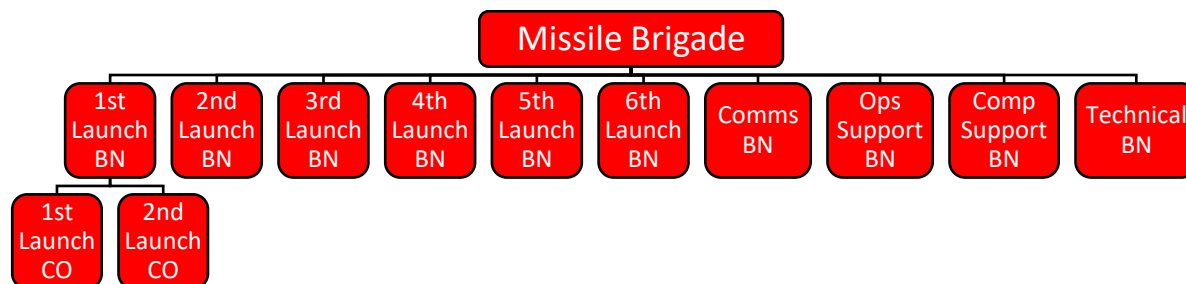 Missile Brigade
1st
Launch
BN
2nd
Launch
BN
3rd
Launch
BN
4th
Launch
BN
5th
Launch
BN
6th
Launch
BN
Comms
BN
Ops
Support
BN
Comp
Support
BN
Technical
BN
1st
Launch
CO
2nd
Launch
CO